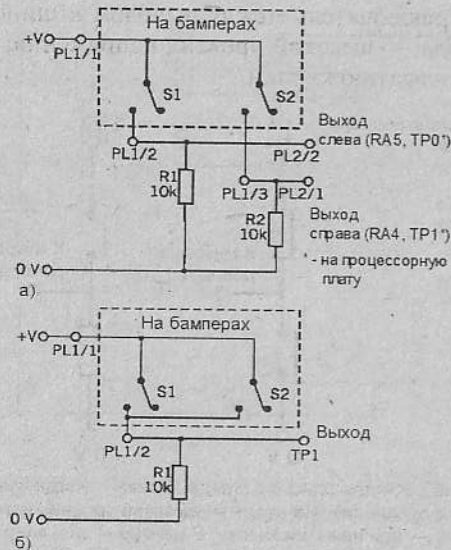 На бамперах
+V
PL1/1
S1
S2
Выход
слева (RA5, TP0*)
PL1/2
PL2/2
R1
10k
PL1/3
PL2/1
R2
10k
Выход
справа (RA4, TP1*)
- на процессорную
плату
0 V
а)
На бамперах
+V
PL1/1
S1
S2
PL1/2
Выход
TP1
R1
10k
0 V
б)